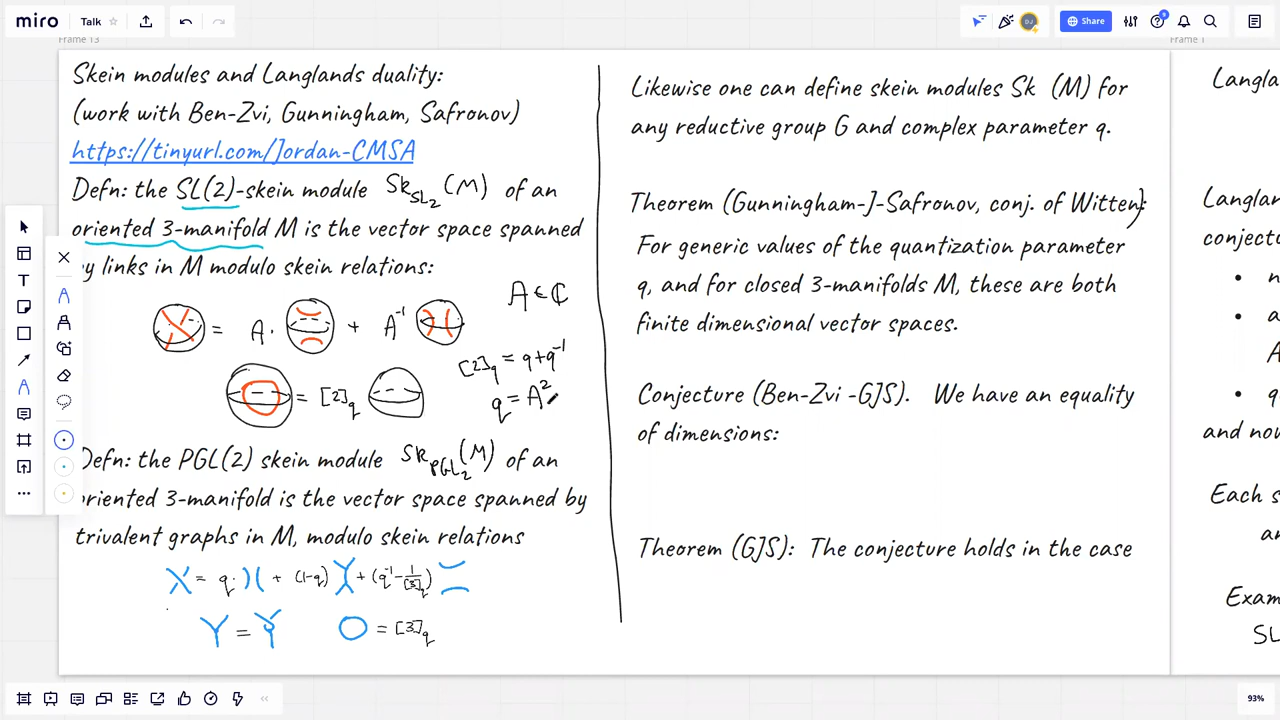 miro Talk Share
Frame 13
Frame 1
Skein modules and Langlands duality:
(work with Ben-Zvi, Gunningham, Safronov)
https://tinyurl.com/Jordan-CMSA
Defn: the SL(2)-skein module Sk_{SL_2}(M) of an
oriented 3-manifold M is the vector space spanned
by links in M modulo skein relations:
A ∈ ℂ
= A · + A^{-1}
[2]_q = q+q^{-1}
= [2]_q
q = A^2
Defn: the PGL(2) skein module Sk_{PGL_2}(M) of an
oriented 3-manifold is the vector space spanned by
trivalent graphs in M, modulo skein relations
= q· + (1-q) + (q^{-1} - 1/[3]_q)
= = [3]_q
Likewise one can define skein modules Sk (M) for
any reductive group G and complex parameter q.
Theorem (Gunningham-J-Safronov, conj. of Witten):
For generic values of the quantization parameter
q, and for closed 3-manifolds M, these are both
finite dimensional vector spaces.
Conjecture (Ben-Zvi -GJS). We have an equality
of dimensions:
Theorem (GJS): The conjecture holds in the case
Langla
Langlan
conjectu
• n
• a
A
• q
and nov
Each s
an
Exam
SL
93%